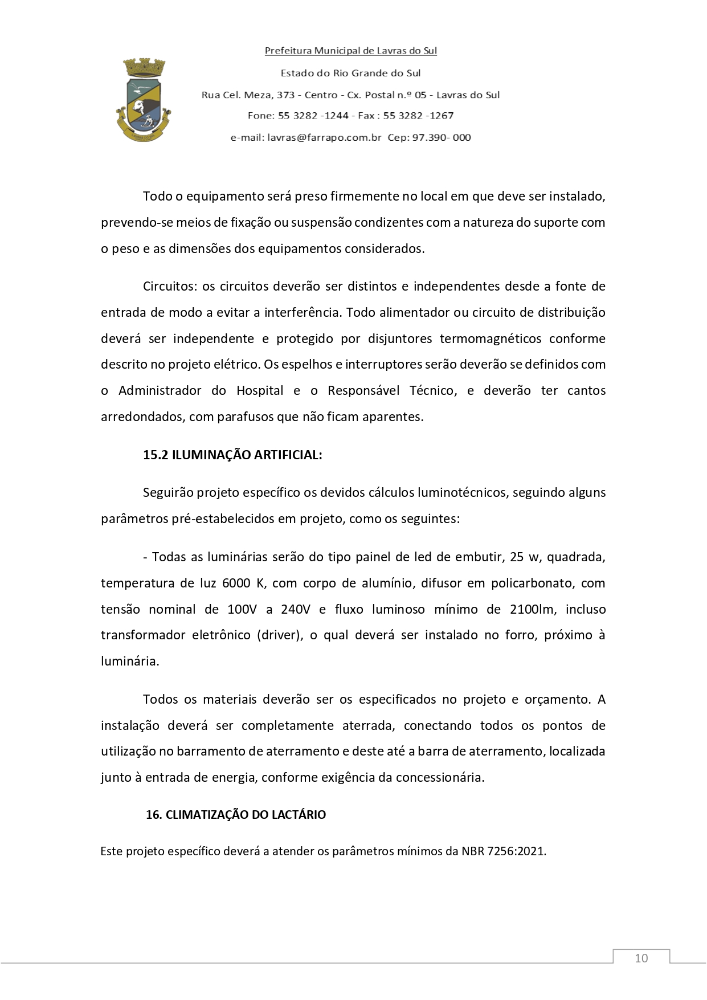 Prefeitura Municipal de Lavras do Sul
Estado do Rio Grande do Sul
Rua Cel. Meza, 373 - Centro - Cx. Postal n.º 05 - Lavras do Sul
Fone: 55 3282 -1244 - Fax : 55 3282 -1267
e-mail: lavras@farrapo.com.br Cep: 97.390- 000
LAVRAS DO SUL
Todo o equipamento será preso firmemente no local em que deve ser instalado,
prevendo-se meios de fixação ou suspensão condizentes com a natureza do suporte com
o peso e as dimensões dos equipamentos considerados.
Circuitos: os circuitos deverão ser distintos e independentes desde a fonte de
entrada de modo a evitar a interferência. Todo alimentador ou circuito de distribuição
deverá ser independente e protegido por disjuntores termomagnéticos conforme
descrito no projeto elétrico. Os espelhos e interruptores serão deverão se definidos com
o Administrador do Hospital e o Responsável Técnico, e deverão ter cantos
arredondados, com parafusos que não ficam aparentes.
15.2 ILUMINAÇÃO ARTIFICIAL:
Seguirão projeto específico os devidos cálculos luminotécnicos, seguindo alguns
parâmetros pré-estabelecidos em projeto, como os seguintes:
- Todas as luminárias serão do tipo painel de led de embutir, 25 w, quadrada,
temperatura de luz 6000 K, com corpo de alumínio, difusor em policarbonato, com
tensão nominal de 100V a 240V e fluxo luminoso mínimo de 2100lm, incluso
transformador eletrônico (driver), o qual deverá ser instalado no forro, próximo à
luminária.
Todos os materiais deverão ser os especificados no projeto e orçamento. A
instalação deverá ser completamente aterrada, conectando todos os pontos de
utilização no barramento de aterramento e deste até a barra de aterramento, localizada
junto à entrada de energia, conforme exigência da concessionária.
16. CLIMATIZAÇÃO DO LACTÁRIO
Este projeto específico deverá a atender os parâmetros mínimos da NBR 7256:2021.
10